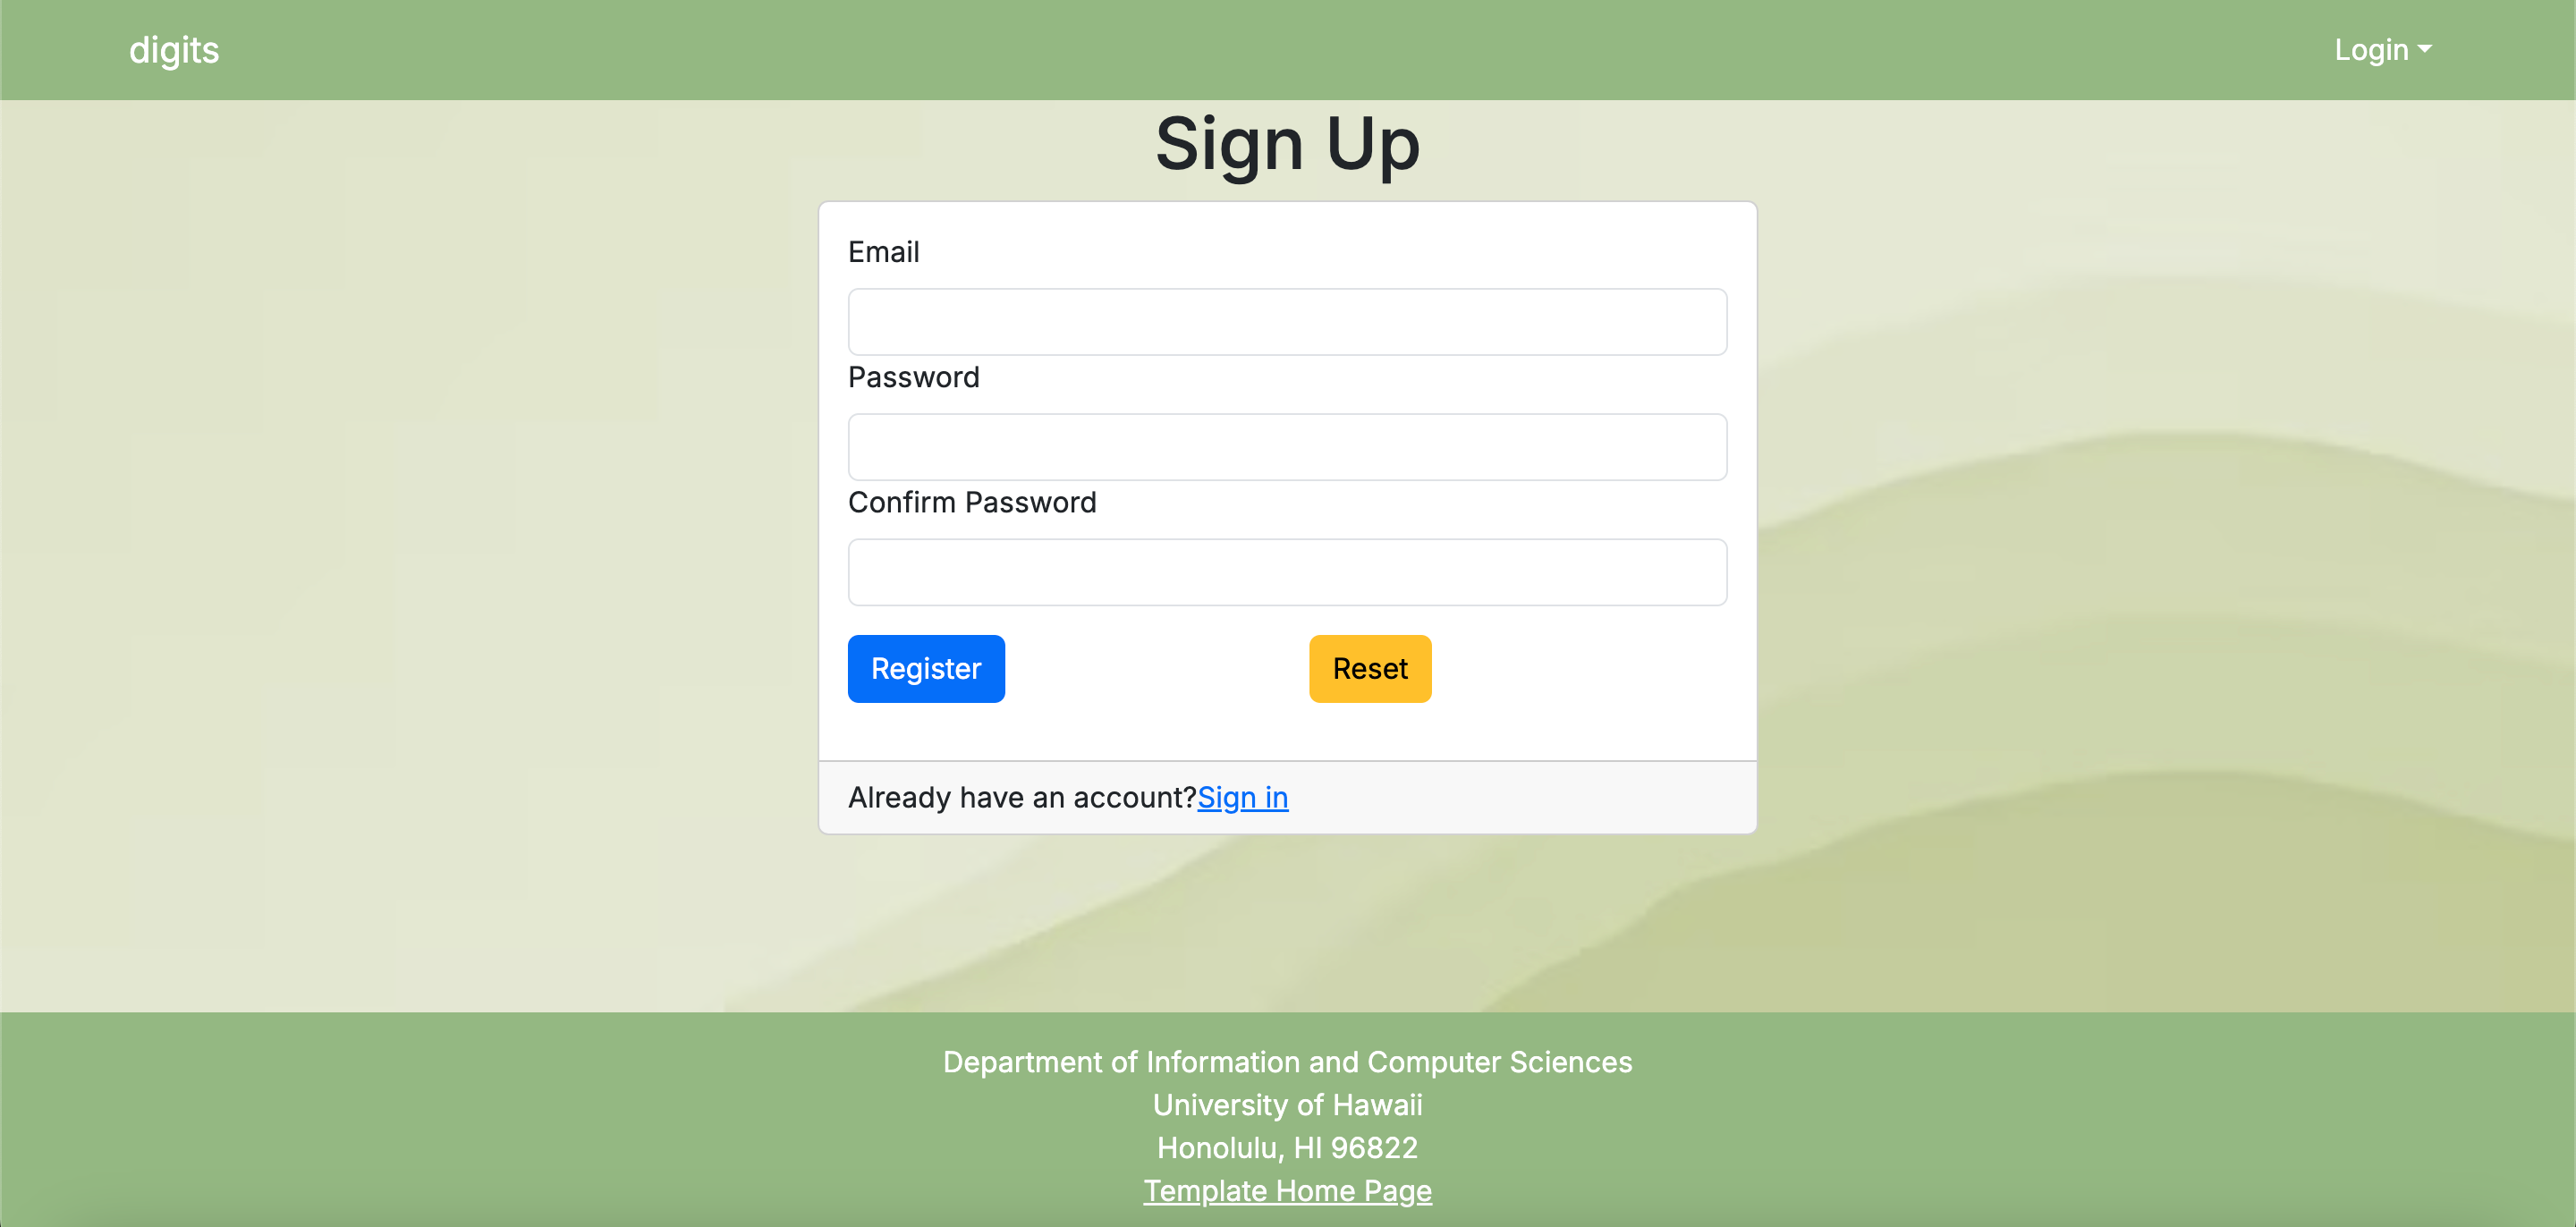 digits
Login
Sign Up
Email
Password
Confirm Password
Register
Reset
Already have an account?Sign in
Department of Information and Computer Sciences
University of Hawaii
Honolulu, HI 96822
Template Home Page